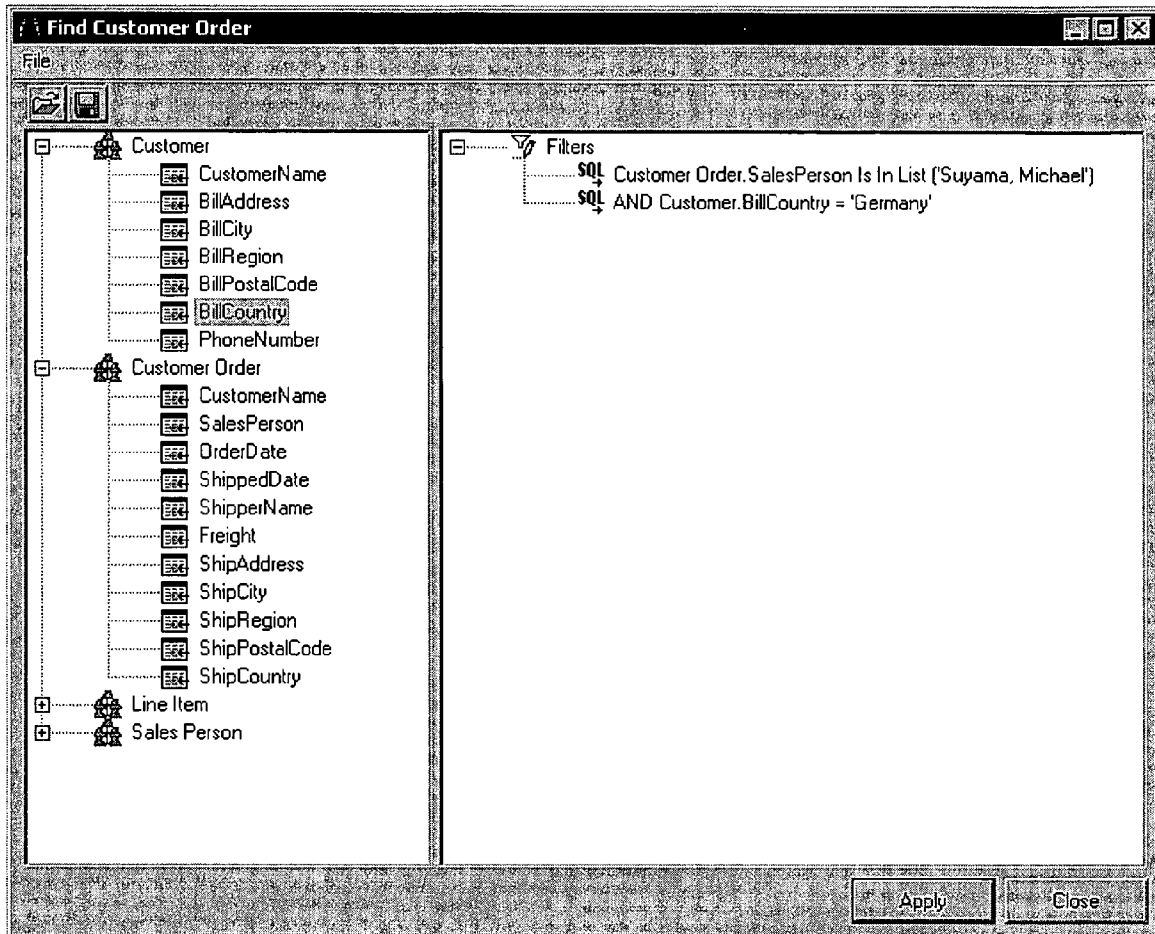 Find Customer Order
File
Customer
CustomerName
BillAddress
BillCity
BillRegion
BillPostalCode
BillCountry
PhoneNumber
Customer Order
CustomerName
SalesPerson
OrderDate
ShippedDate
ShipperName
Freight
ShipAddress
ShipCity
ShipRegion
ShipPostalCode
ShipCountry
Line Item
Sales Person
Filters
SQL Customer Order.SalesPerson Is In List ('Suyama, Michael')
SQL AND Customer.BillCountry = 'Germany'
Apply
Close